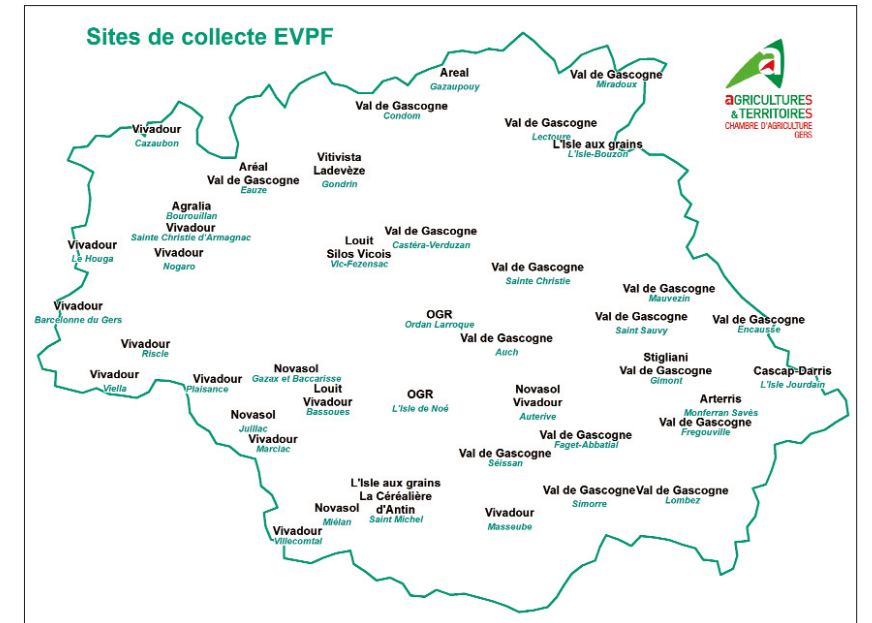 Sites de collecte EVPF
aGRICULTURES
& TERRITOIRES
CHAMBRE D'AGRICULTURE
GERS
Areal
Gazaupouy
Val de Gascogne
Miradoux
Val de Gascogne
Condom
Val de Gascogne
Lectoure
L'Isle aux grains
L'Isle-Bouzon
Vivadour
Cazaubon
Aréal
Val de Gascogne
Eauze
Vitivista
Ladevèze
Gondrin
Agralia
Bourouillan
Vivadour
Sainte Christie d'Armagnac
Vivadour
Nogaro
Vivadour
Le Houga
Louit
Silos Vicois
Vic-Fezensac
Val de Gascogne
Castéra-Verduzan
Val de Gascogne
Sainte Christie
Val de Gascogne
Mauvezin
Vivadour
Barcelonne du Gers
OGR
Ordan Larroque
Val de Gascogne
Saint Sauvy
Val de Gascogne
Encausse
Vivadour
Riscle
Val de Gascogne
Auch
Stigliani
Val de Gascogne
Gimont
Cascap-Darris
L'Isle Jourdain
Vivadour
Viella
Vivadour
Plaisance
Novasol
Gazax et Baccarisse
Louit
Vivadour
Bassoues
OGR
L'Isle de Noé
Novasol
Vivadour
Auterive
Arterris
Monferran Savès
Val de Gascogne
Fregouville
Novasol
Juillac
Vivadour
Marciac
Val de Gascogne
Faget-Abbatial
Val de Gascogne
Séissan
L'Isle aux grains
La Céréalière
d'Antin
Saint Michel
Val de Gascogne
Simorre
Val de Gascogne
Lombez
Novasol
Miélan
Vivadour
Masseube
Vivadour
Villecomtal